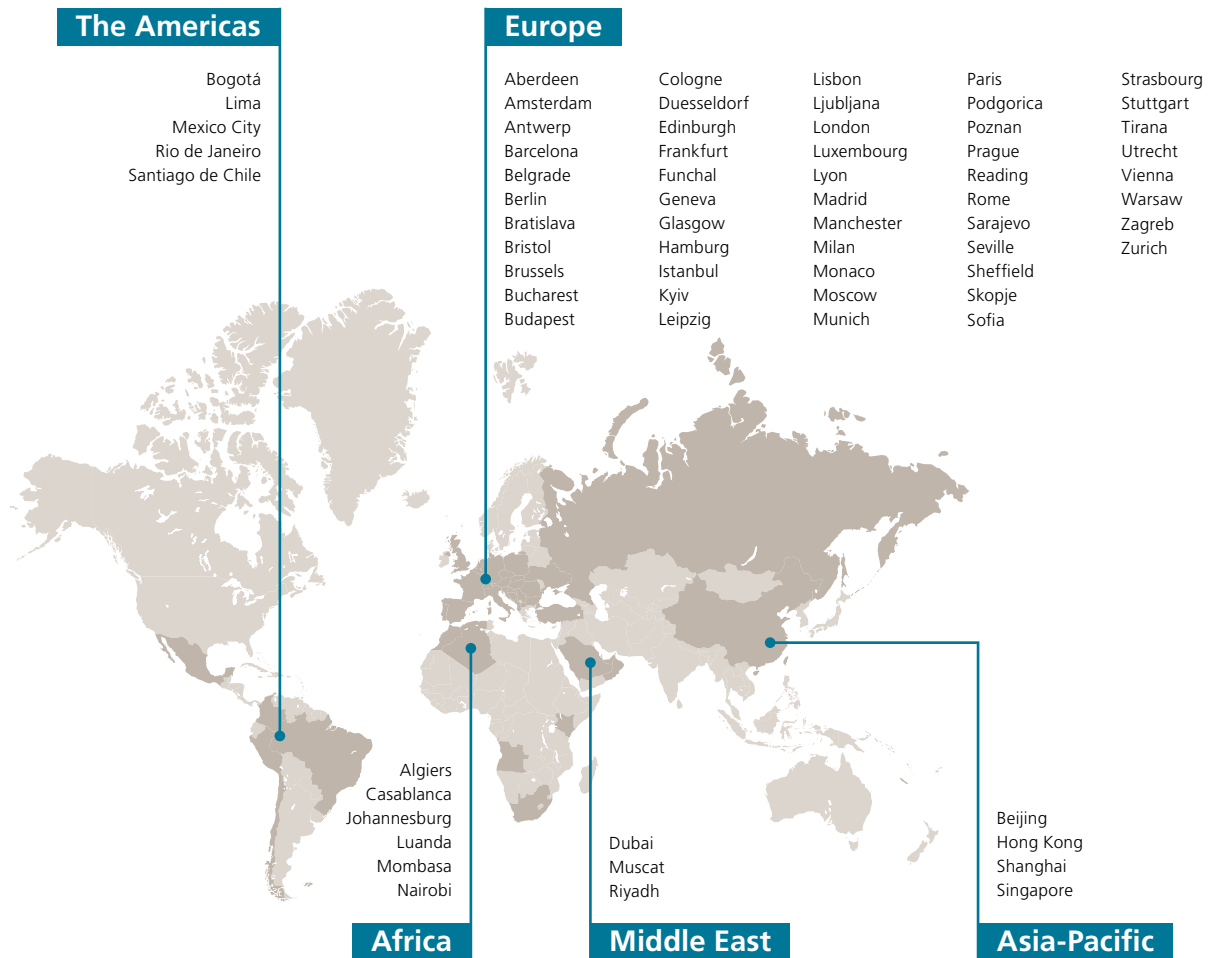 The Americas
Bogotá
Lima
Mexico City
Rio de Janeiro
Santiago de Chile
Europe
Aberdeen
Amsterdam
Antwerp
Barcelona
Belgrade
Berlin
Bratislava
Bristol
Brussels
Bucharest
Budapest
Cologne
Duesseldorf
Edinburgh
Frankfurt
Funchal
Geneva
Glasgow
Hamburg
Istanbul
Kyiv
Leipzig
Lisbon
Ljubljana
London
Luxembourg
Lyon
Madrid
Manchester
Milan
Monaco
Moscow
Munich
Paris
Podgorica
Poznan
Prague
Reading
Rome
Sarajevo
Seville
Sheffield
Skopje
Sofia
Strasbourg
Stuttgart
Tirana
Utrecht
Vienna
Warsaw
Zagreb
Zurich
Algiers
Casablanca
Johannesburg
Luanda
Mombasa
Nairobi
Africa
Dubai
Muscat
Riyadh
Middle East
Beijing
Hong Kong
Shanghai
Singapore
Asia-Pacific